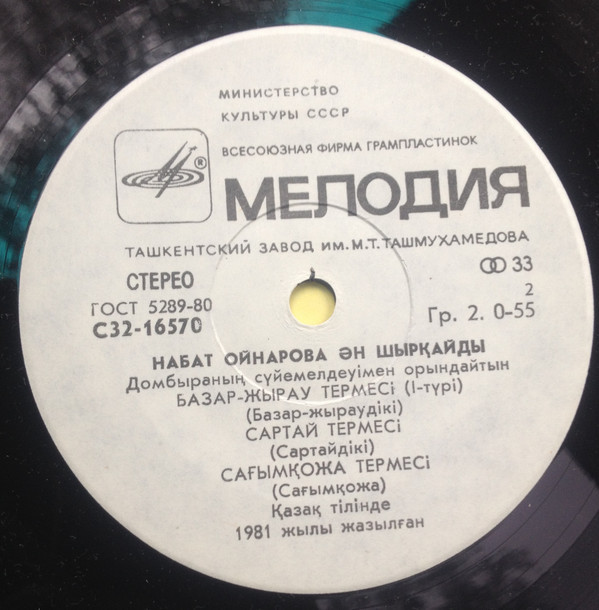 МИНИСТЕРСТВО
КУЛЬТУРЫ СССР
ВСЕСОЮЗНАЯ ФИРМА ГРАМПЛАСТИНОК
®
МЕЛОДИЯ
ТАШКЕНТСКИЙ ЗАВОД ИМ. М.Т. ТАШМУХАМЕДОВА
СТЕРЕО
33
ГОСТ 5289-80
2
С32-16570
Гр. 2. 0-55
НАБАТ ОЙНАРОВА ӘН ШЫРҚАЙДЫ
Домбыраның сүйемелдеуімен орындайтын
БАЗАР-ЖЫРАУ ТЕРМЕСі (I-түрі)
(Базар-жыраудікі)
САРТАЙ ТЕРМЕСі
(Сартайдікі)
САҒЫМҚОЖА ТЕРМЕСі
(Сағымқожа)
Қазақ тілінде
1981 жылы жазылған